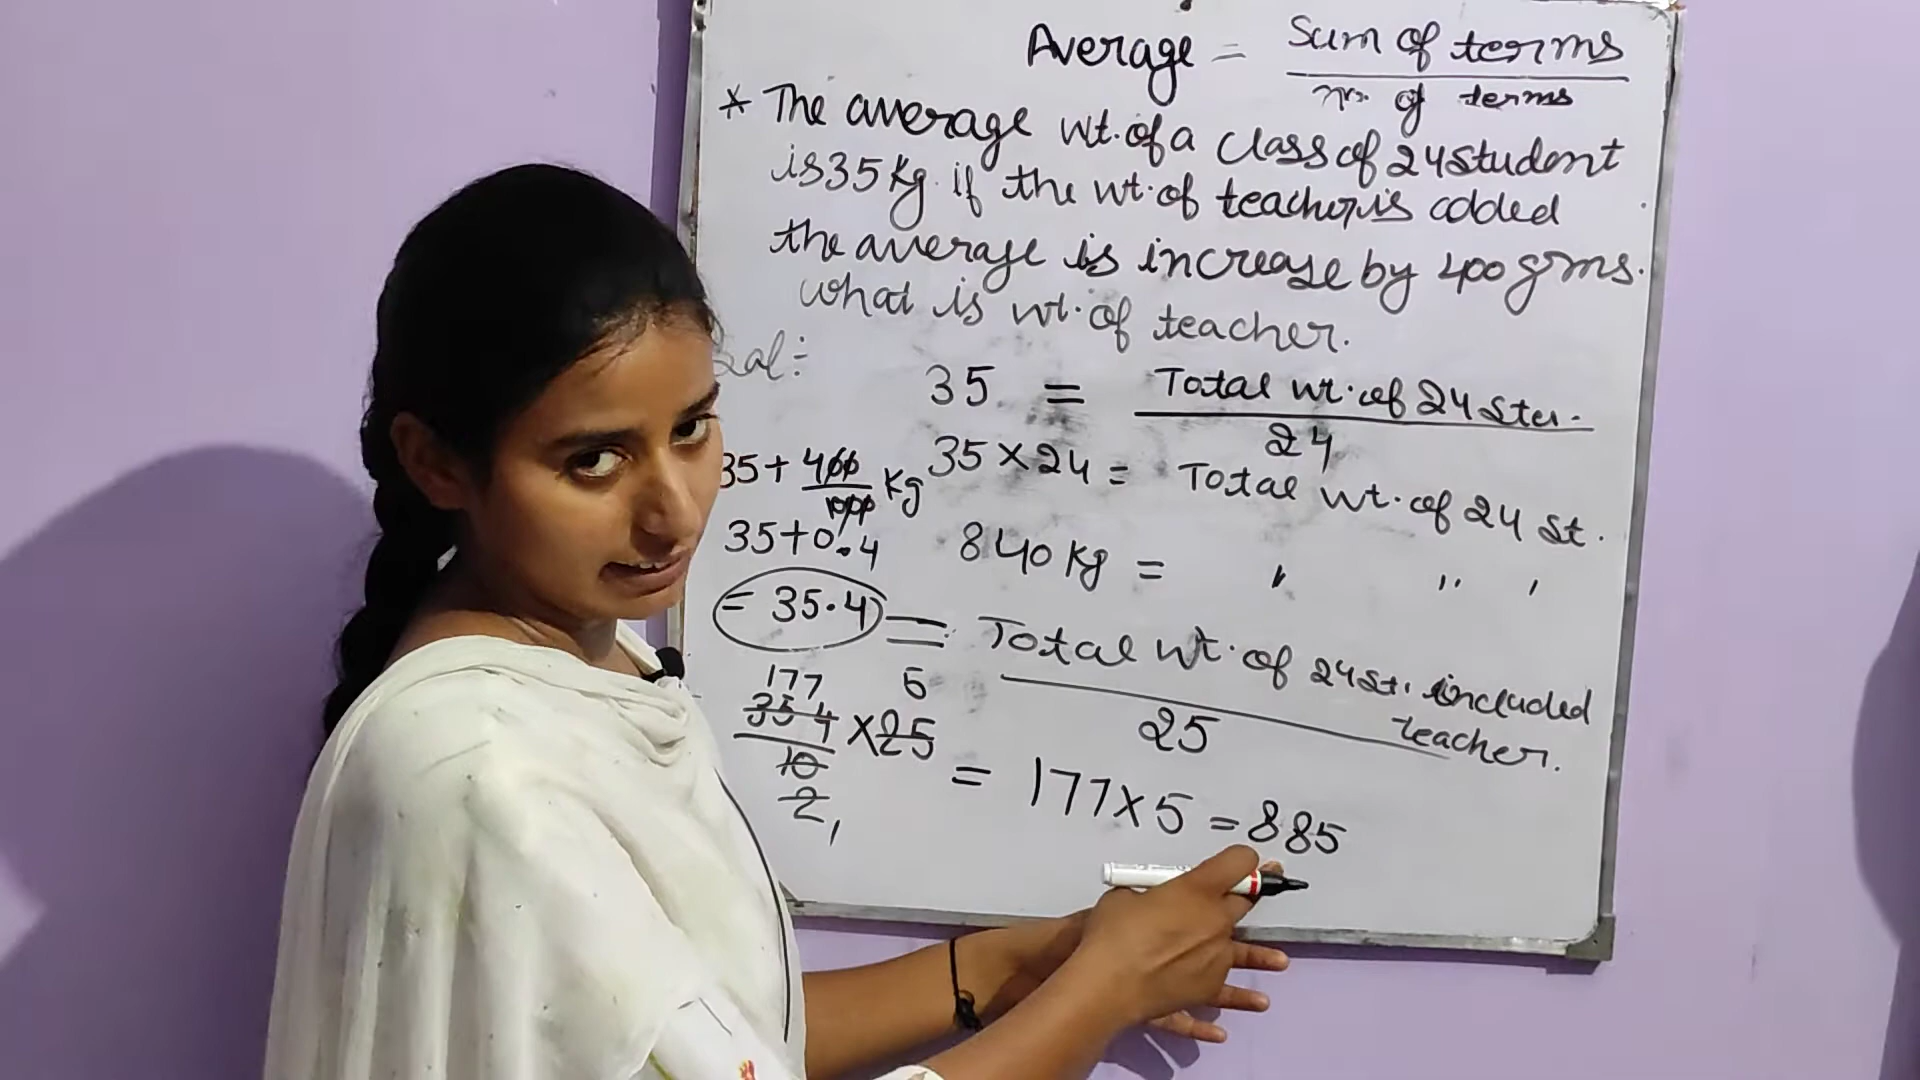 Average = Sum of terms
no. of terms
* The average wt. of a class of 24 student
is 35 kg. if the wt. of teacher is added
the average is increase by 400 grms.
what is wt. of teacher.
Sol:-
35 = Total wt. of 24 stu.
24
35 + 400/1000 kg
35 × 24 = Total wt. of 24 st.
35 + 0.4
840 kg = " " "
= 35.4 = Total wt. of 24 st. included teacher.
25
177 5
354 × 25
10
2,
= 177 × 5 = 885